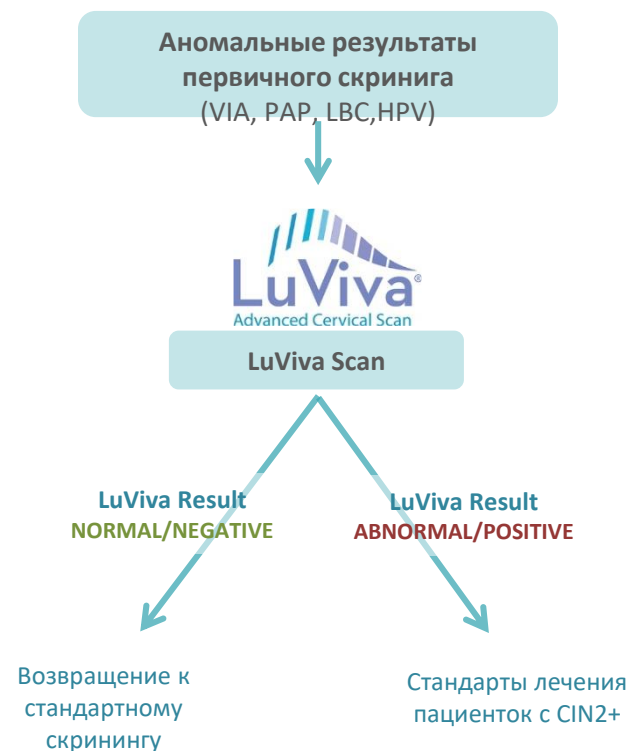 Аномальные результаты
первичного скринига
(VIA, PAP, LBC,HPV)
LuViva®
Advanced Cervical Scan
LuViva Scan
LuViva Result
NORMAL/NEGATIVE
LuViva Result
ABNORMAL/POSITIVE
Возвращение к
стандартному
скринингу
Стандарты лечения
пациенток с CIN2+